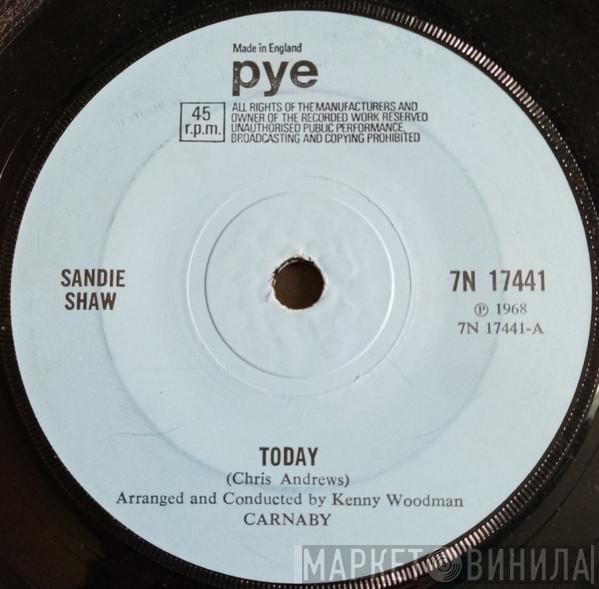 Made in England
pye
45
r.p.m.
ALL RIGHTS OF THE MANUFACTURERS AND
OWNER OF THE RECORDED WORK RESERVED
UNAUTHORISED PUBLIC PERFORMANCE,
BROADCASTING AND COPYING PROHIBITED
SANDIE
SHAW
7N 17441
℗ 1968
7N 17441-A
TODAY
(Chris Andrews)
Arranged and Conducted by Kenny Woodman
CARNABY
МАРКЕТ ВИНИЛА